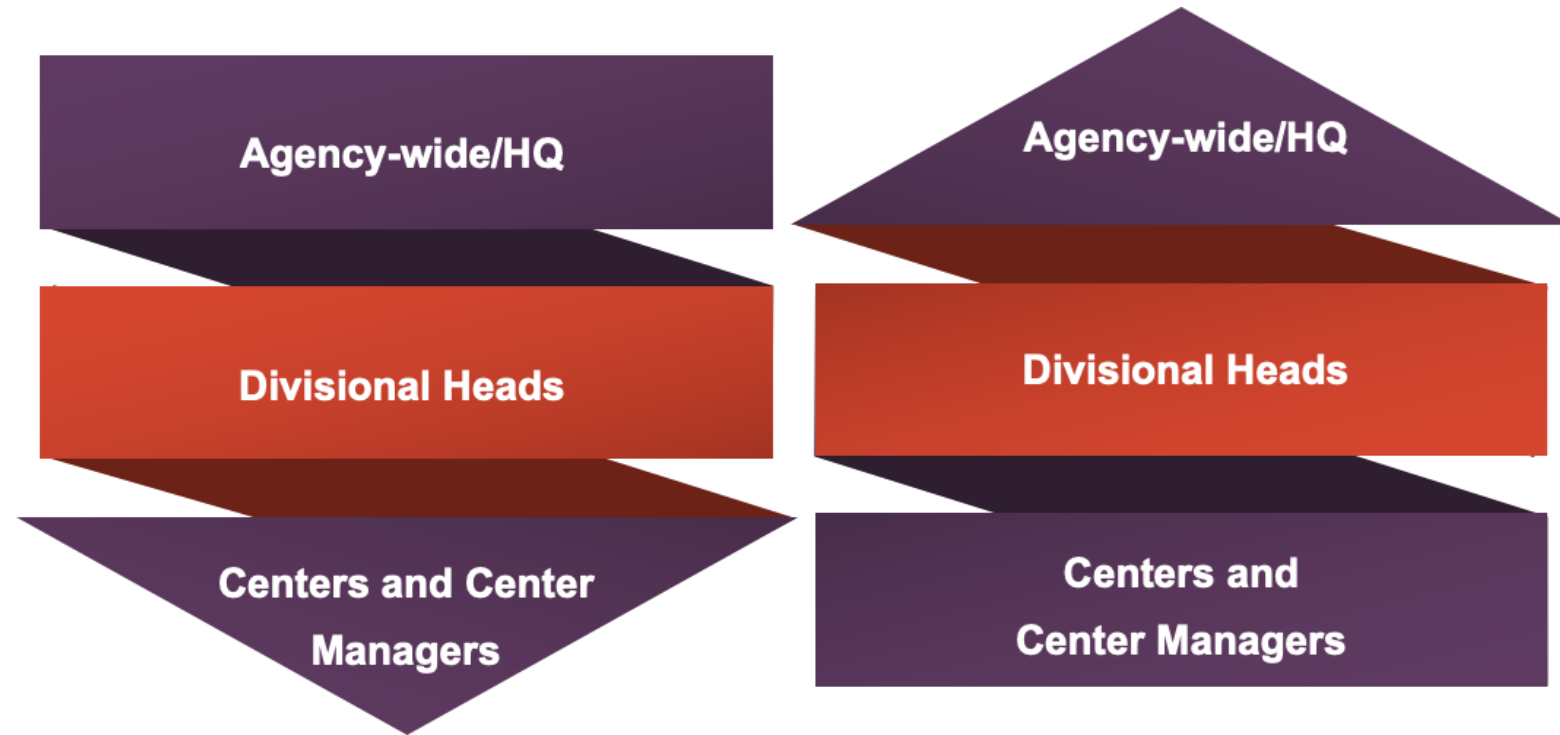 Agency-wide/HQ
Divisional Heads
Centers and Center
Managers
Agency-wide/HQ
Divisional Heads
Centers and
Center Managers